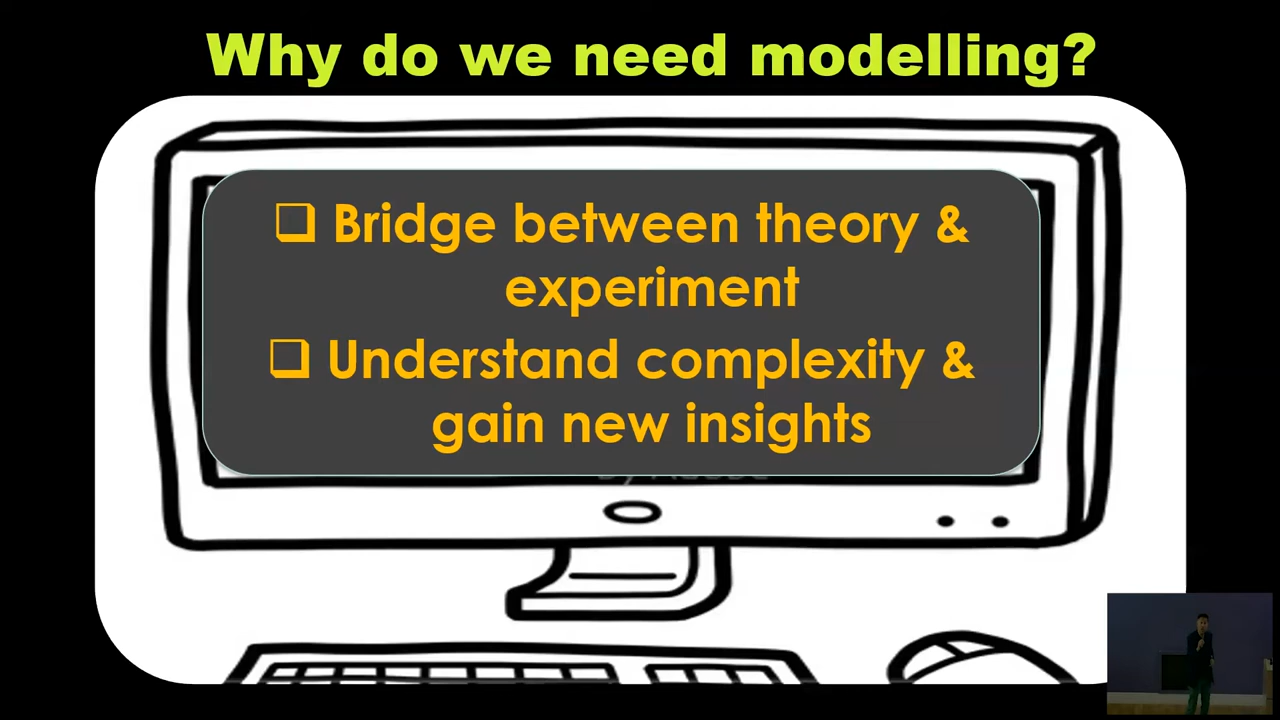 Why do we need modelling?
❑ Bridge between theory &
experiment
❑ Understand complexity &
gain new insights